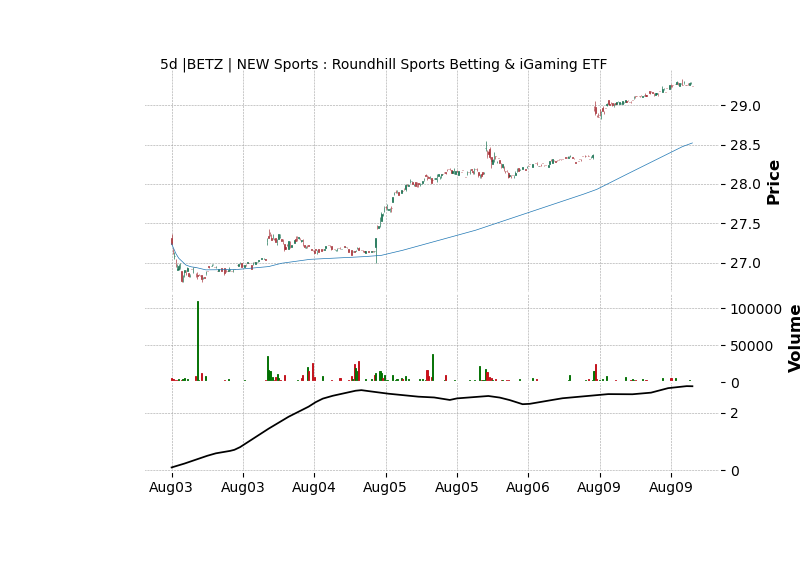 5d |BETZ | NEW Sports : Roundhill Sports Betting & iGaming ETF
29.0
28.5
28.0
27.5
27.0
Price
100000
50000
0
Volume
2
0
Aug03 Aug03 Aug04 Aug05 Aug05 Aug06 Aug09 Aug09